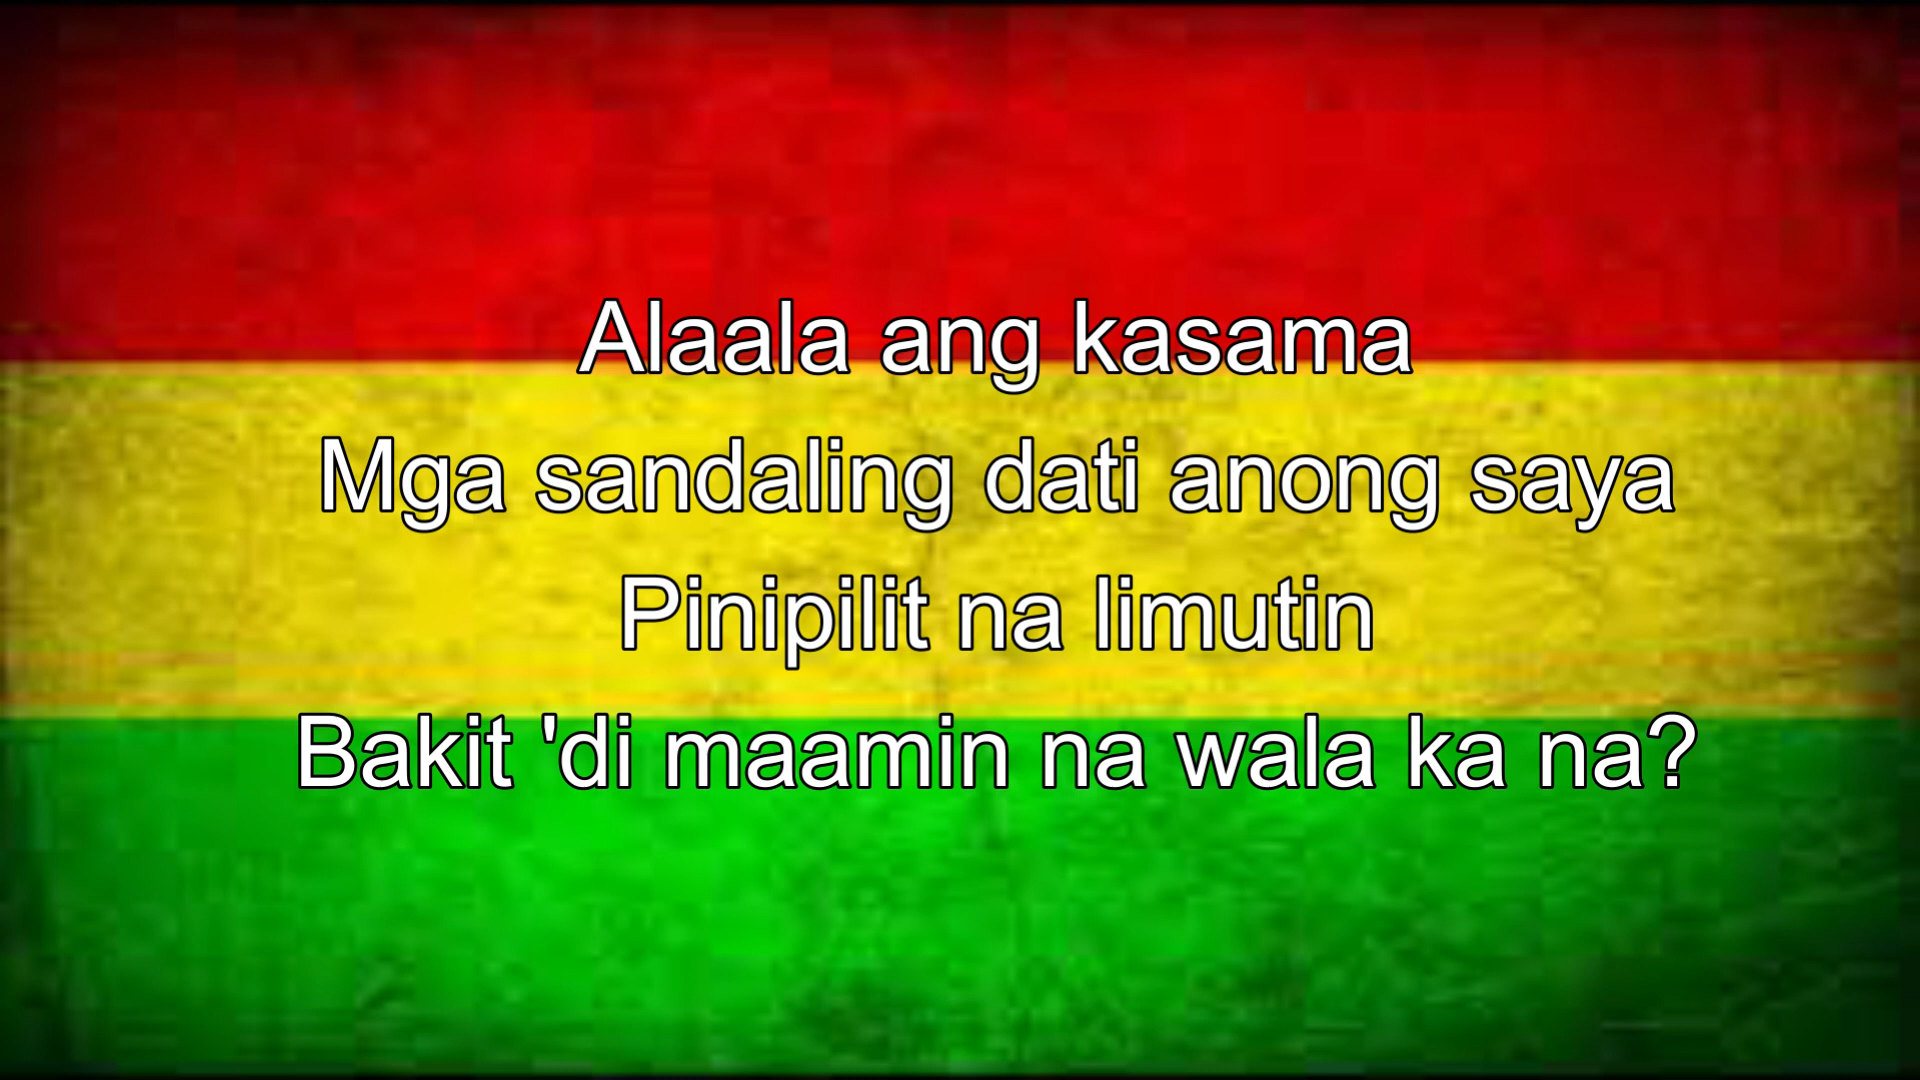 Alaala ang kasama
Mga sandaling dati anong saya
Pinipilit na limutin
Bakit 'di maamin na wala ka na?